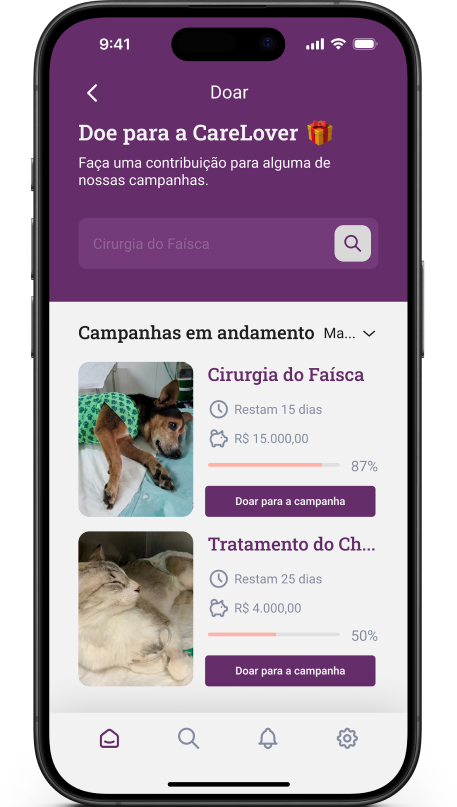 9:41
Doar
Doe para a CareLover 🎁
Faça uma contribuição para alguma de
nossas campanhas.
Cirurgia do Faísca
Campanhas em andamento Ma...
Cirurgia do Faísca
Restam 15 dias
R$ 15.000,00
87%
Doar para a campanha
Tratamento do Ch...
Restam 25 dias
R$ 4.000,00
50%
Doar para a campanha